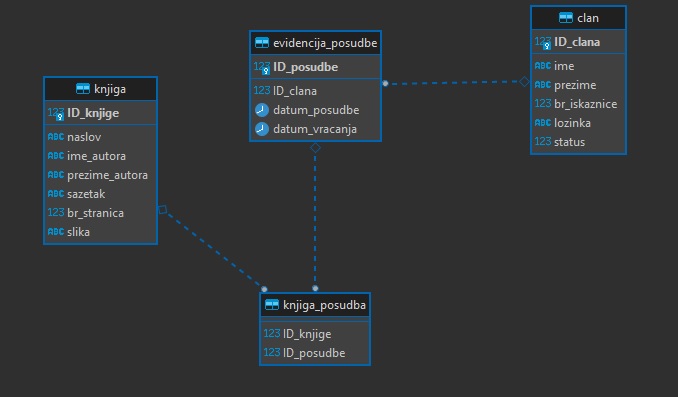 knjiga
123 ID_knjige
ABC naslov
ABC ime_autora
ABC prezime_autora
ABC sazetak
123 br_stranica
ABC slika
evidencija_posudbe
123 ID_posudbe
123 ID_clana
datum_posudbe
datum_vracanja
clan
123 ID_clana
ABC ime
ABC prezime
123 br_iskaznice
ABC lozinka
123 status
knjiga_posudba
123 ID_knjige
123 ID_posudbe